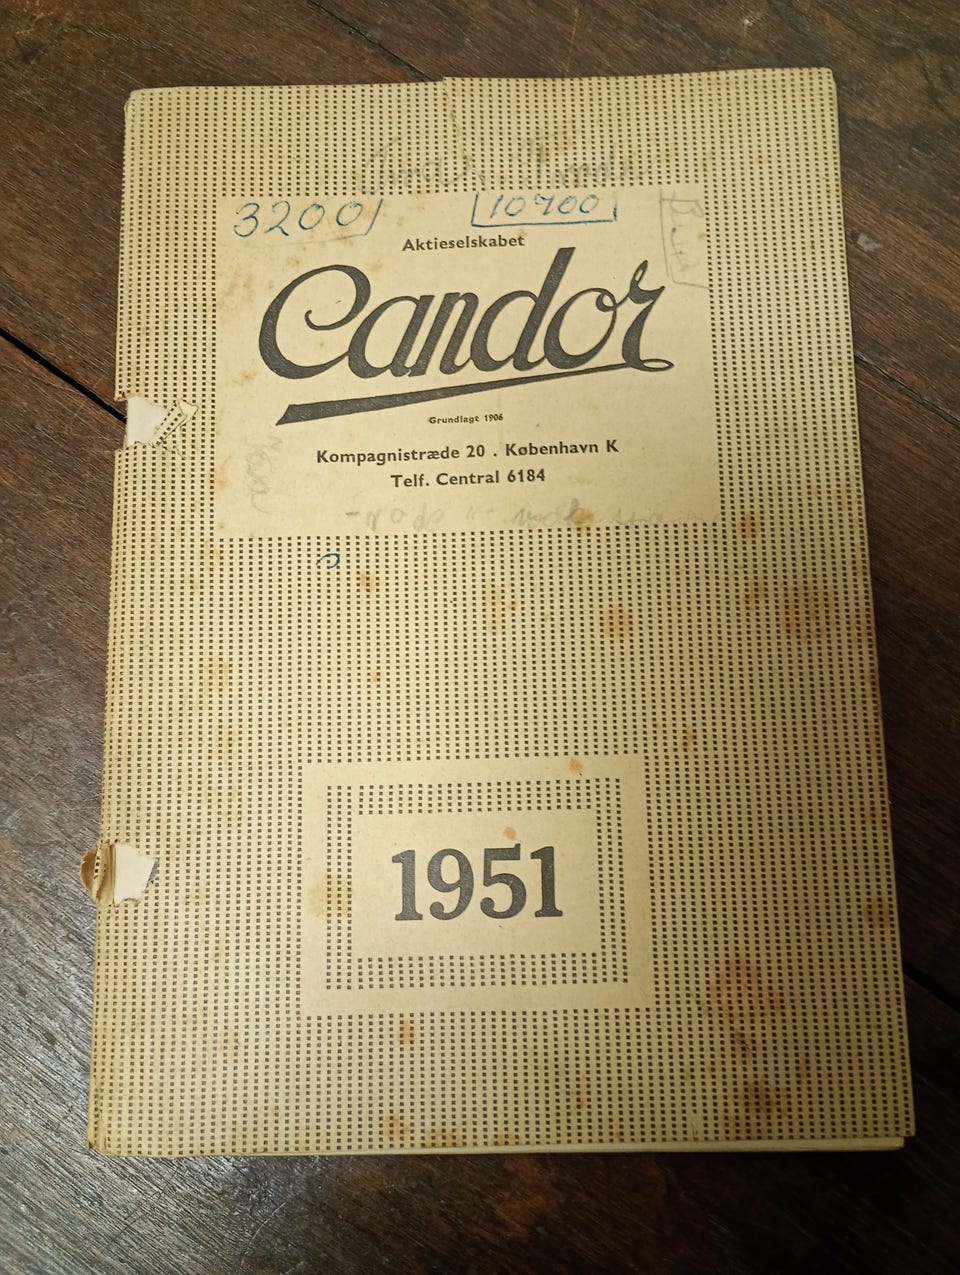 3200
10700
Aktieselskabet
Candor
Grundlagt 1906
Kompagnistræde 20 . København K
Telf. Central 6184
1951